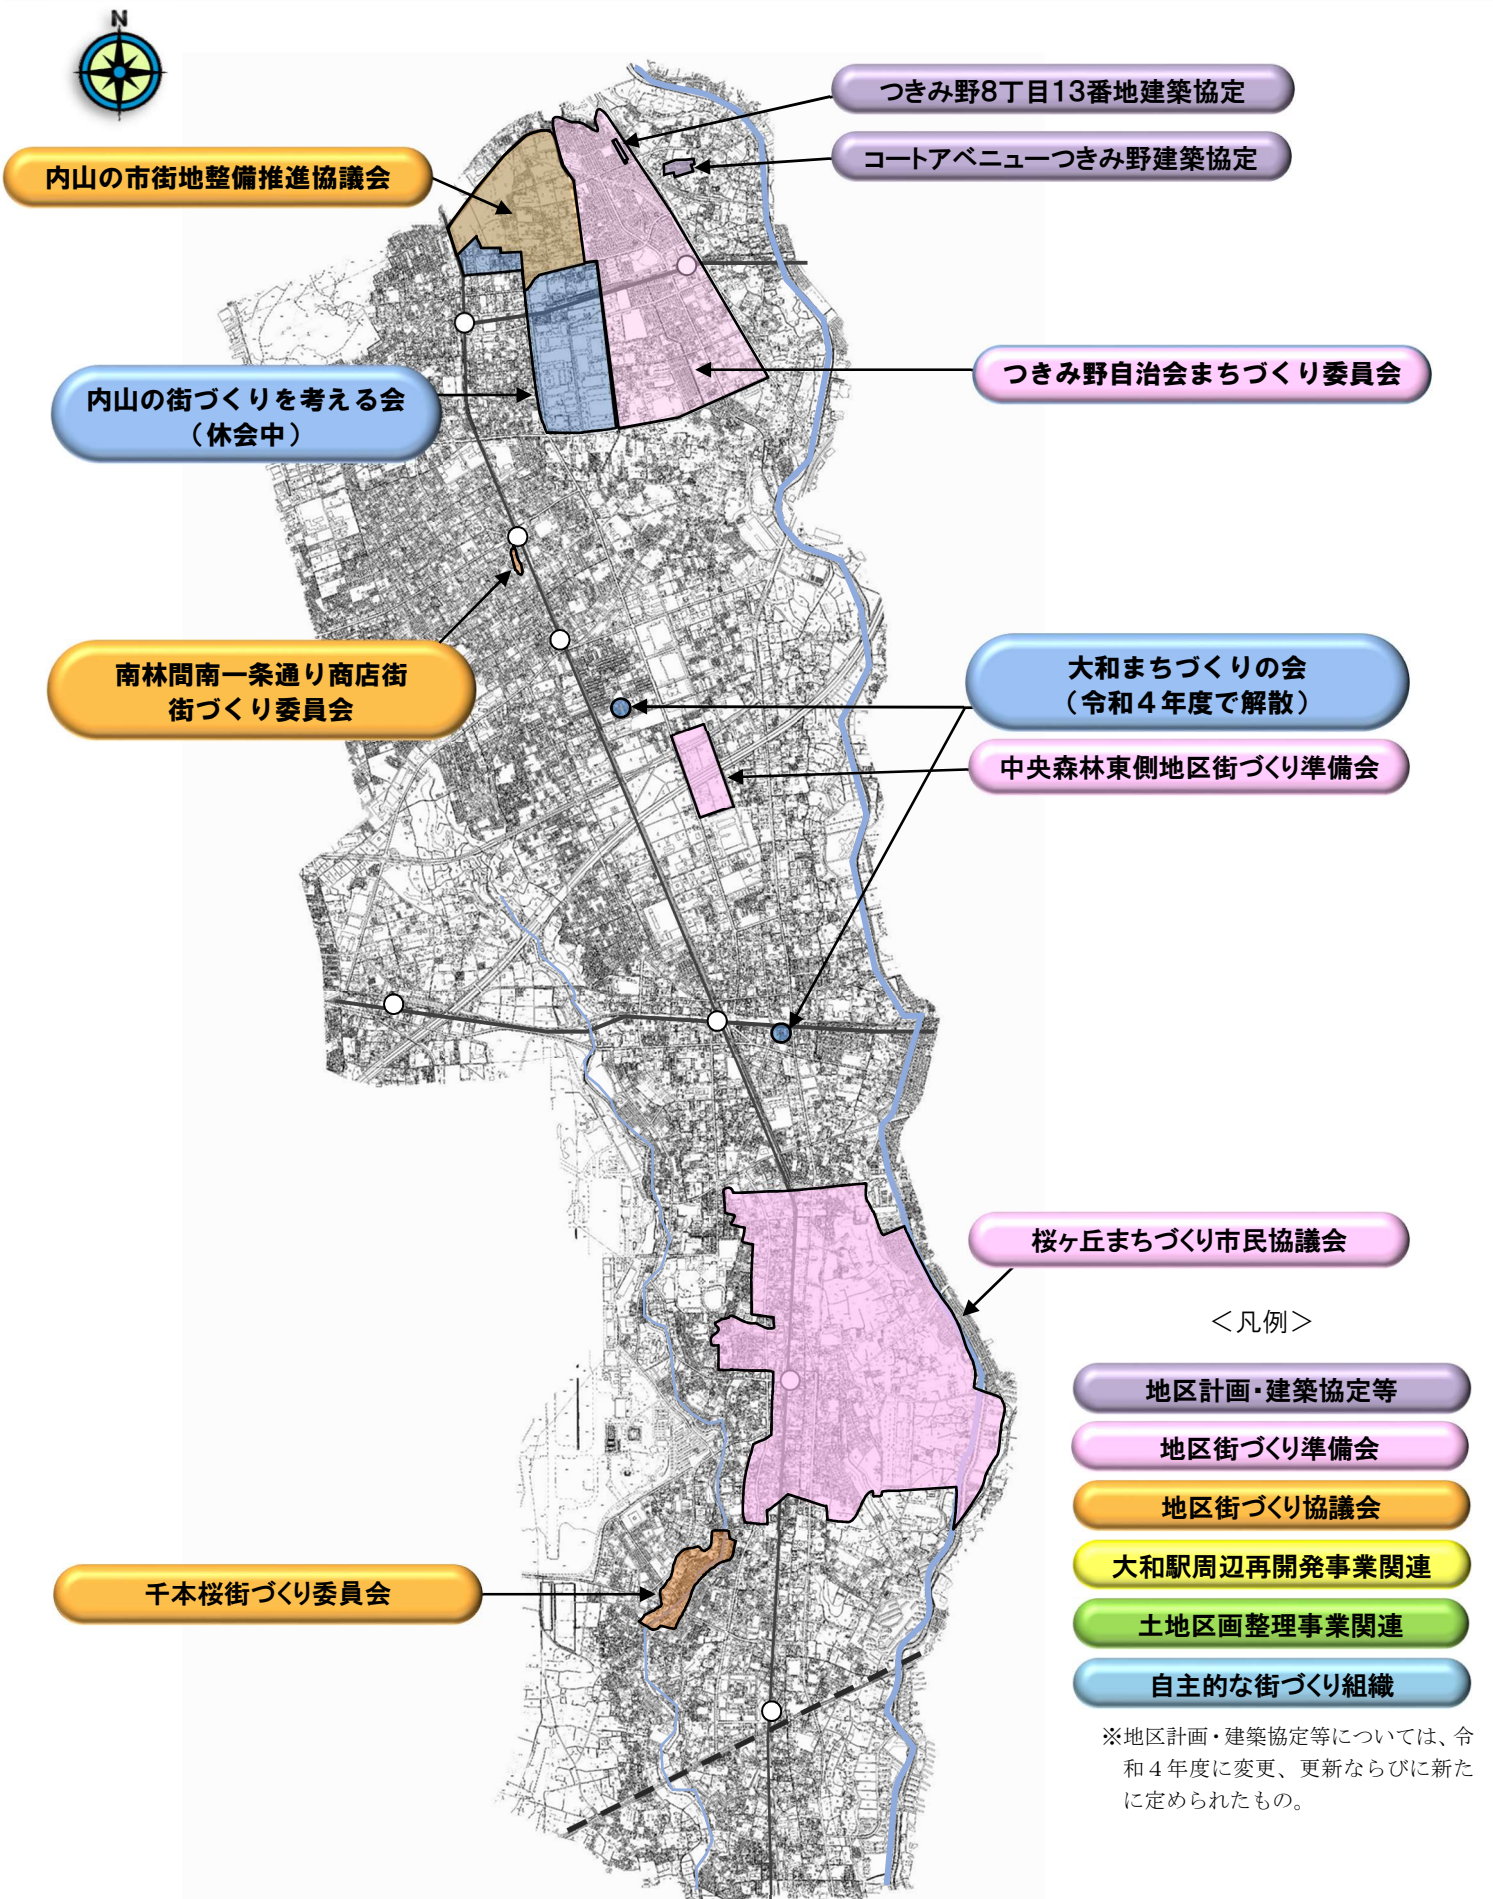 N
つきみ野8丁目13番地建築協定
コートアベニューつきみ野建築協定
内山の市街地整備推進協議会
つきみ野自治会まちづくり委員会
内山の街づくりを考える会
（休会中）
南林間南一条通り商店街
街づくり委員会
大和まちづくりの会
（令和４年度で解散）
中央森林東側地区街づくり準備会
桜ヶ丘まちづくり市民協議会
千本桜街づくり委員会
＜凡例＞
地区計画・建築協定等
地区街づくり準備会
地区街づくり協議会
大和駅周辺再開発事業関連
土地区画整理事業関連
自主的な街づくり組織
※地区計画・建築協定等については、令
和４年度に変更、更新ならびに新た
に定められたもの。